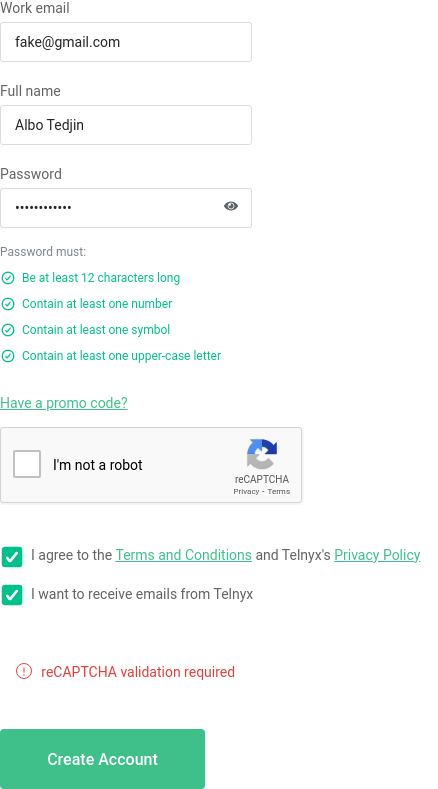 Work email
fake@gmail.com
Full name
Albo Tedjin
Password
••••••••••••
Password must:
Be at least 12 characters long
Contain at least one number
Contain at least one symbol
Contain at least one upper-case letter
Have a promo code?
I'm not a robot
reCAPTCHA
Privacy - Terms
I agree to the Terms and Conditions and Telnyx's Privacy Policy
I want to receive emails from Telnyx
reCAPTCHA validation required
Create Account